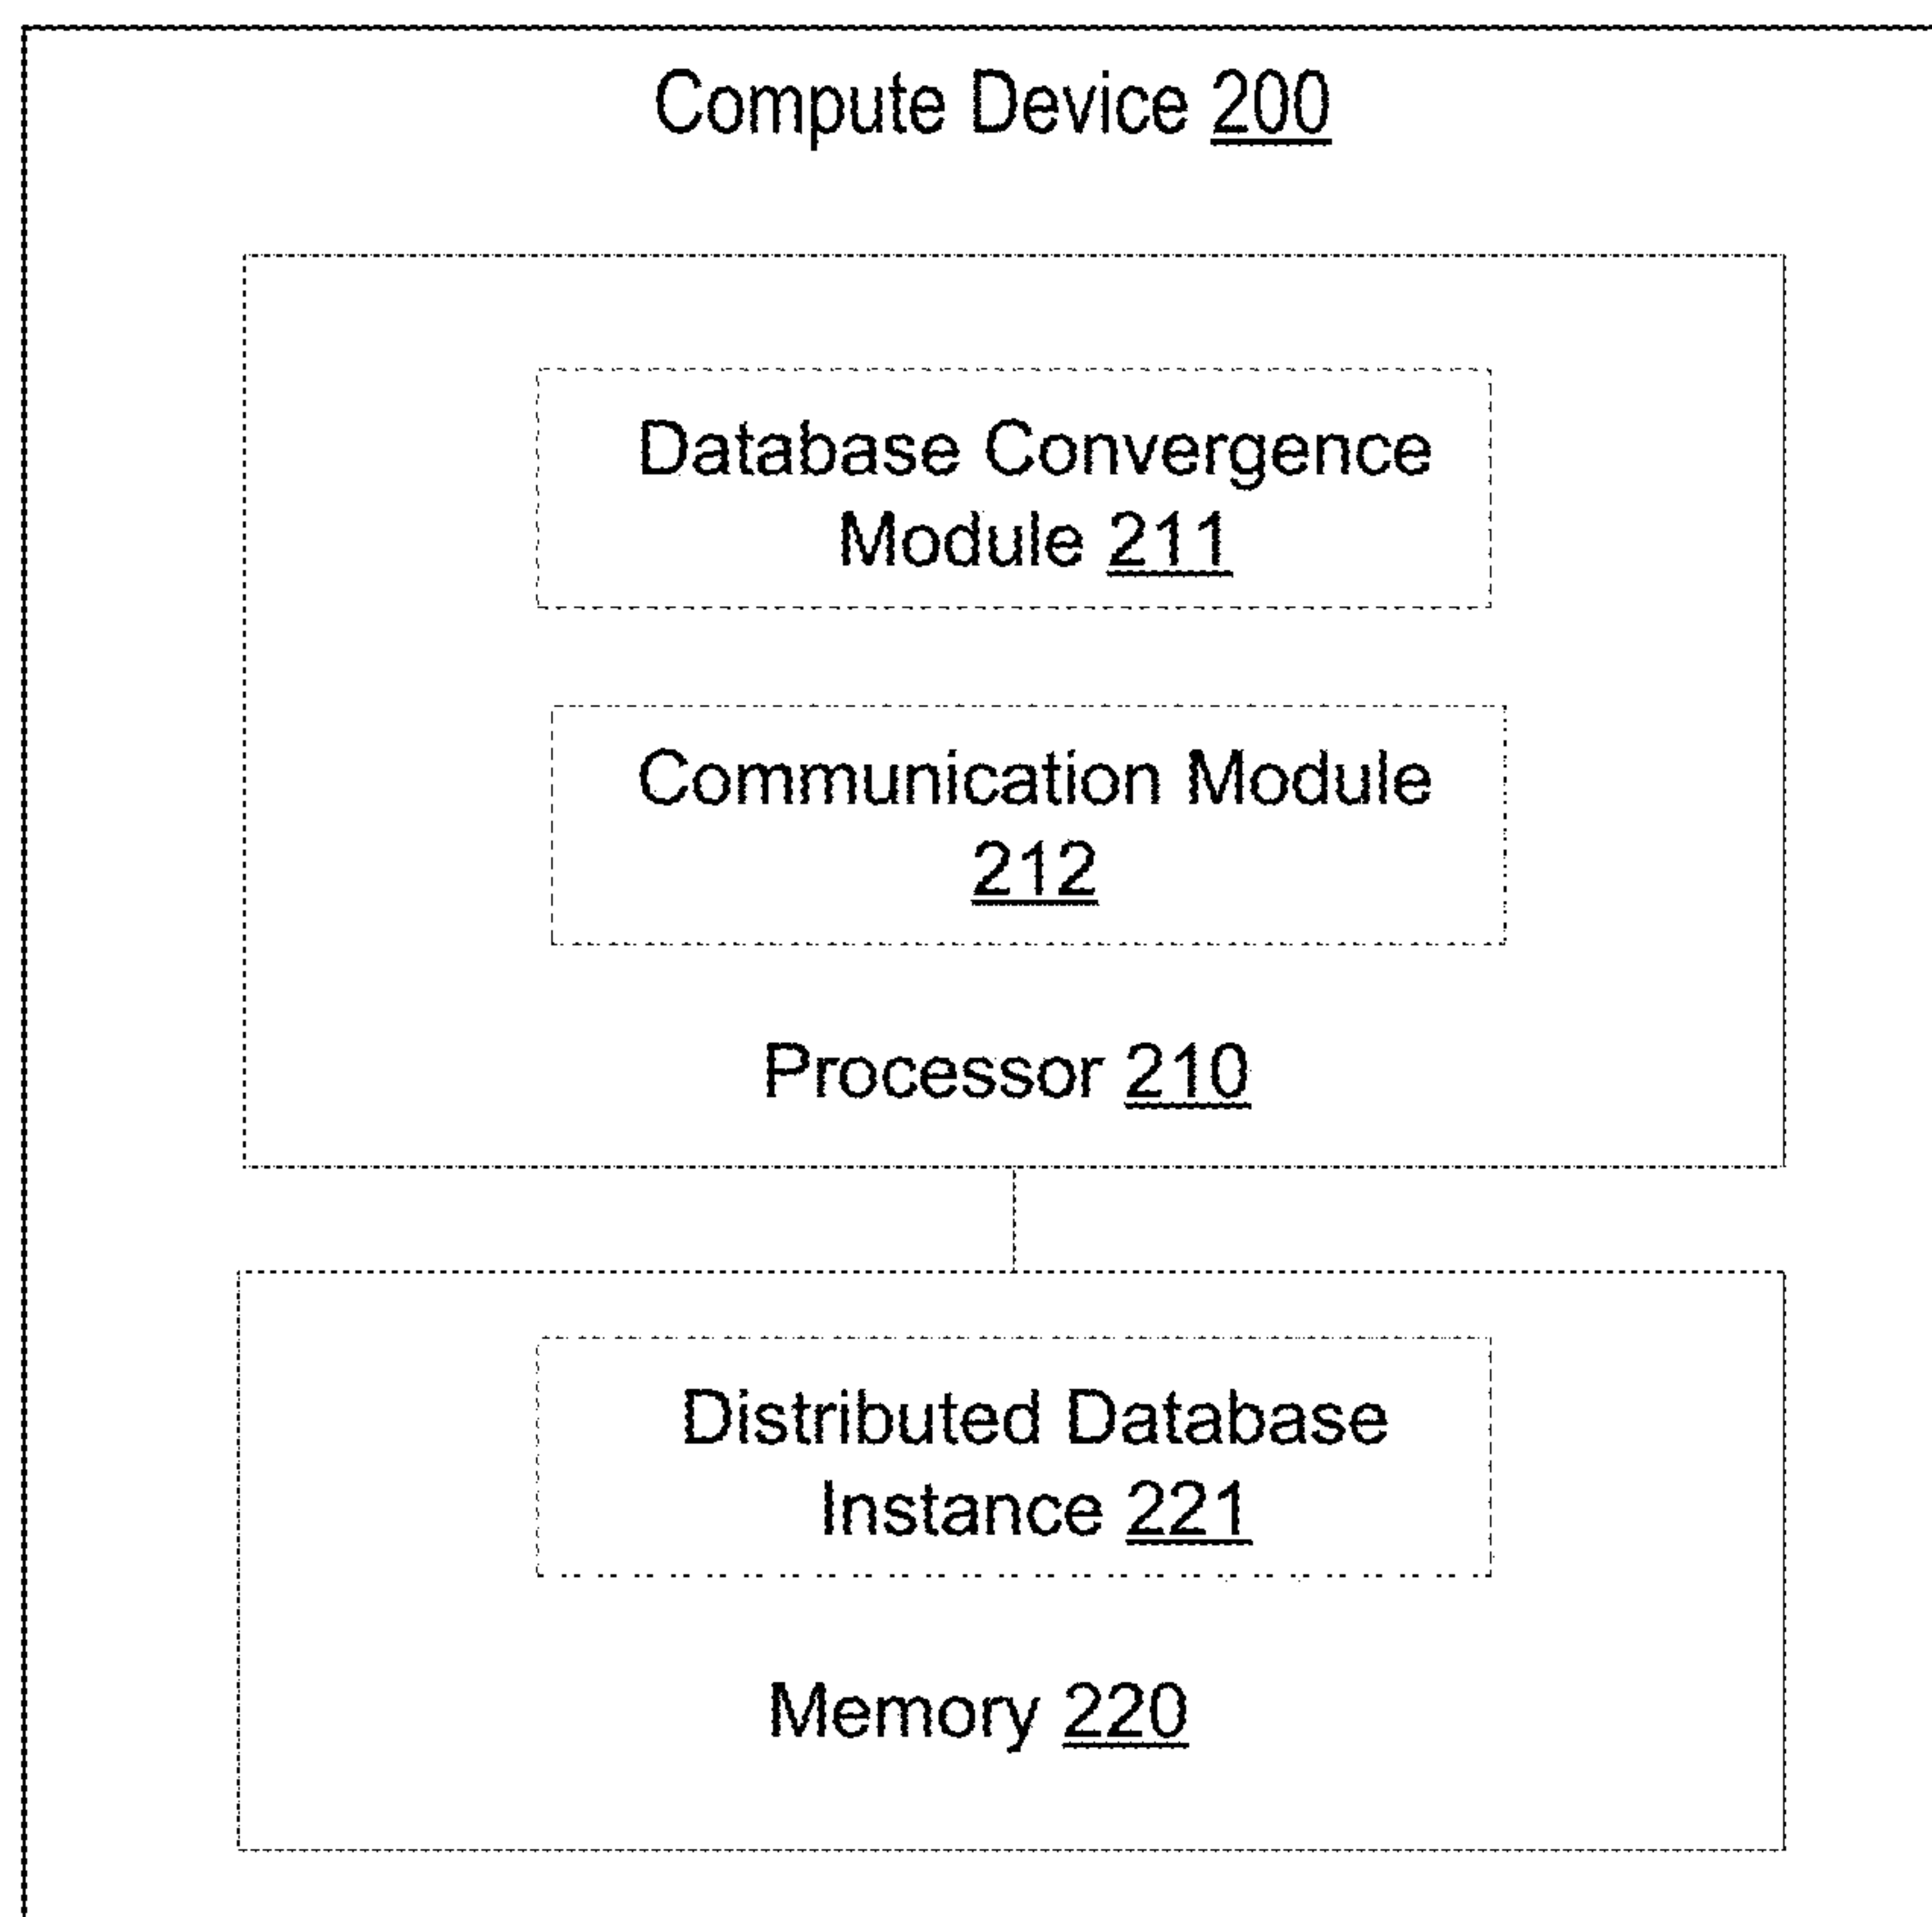 Compute Device 200
Database Convergence
Module 211
Communication Module
212
Processor 210
Distributed Database
Instance 221
Memory 220